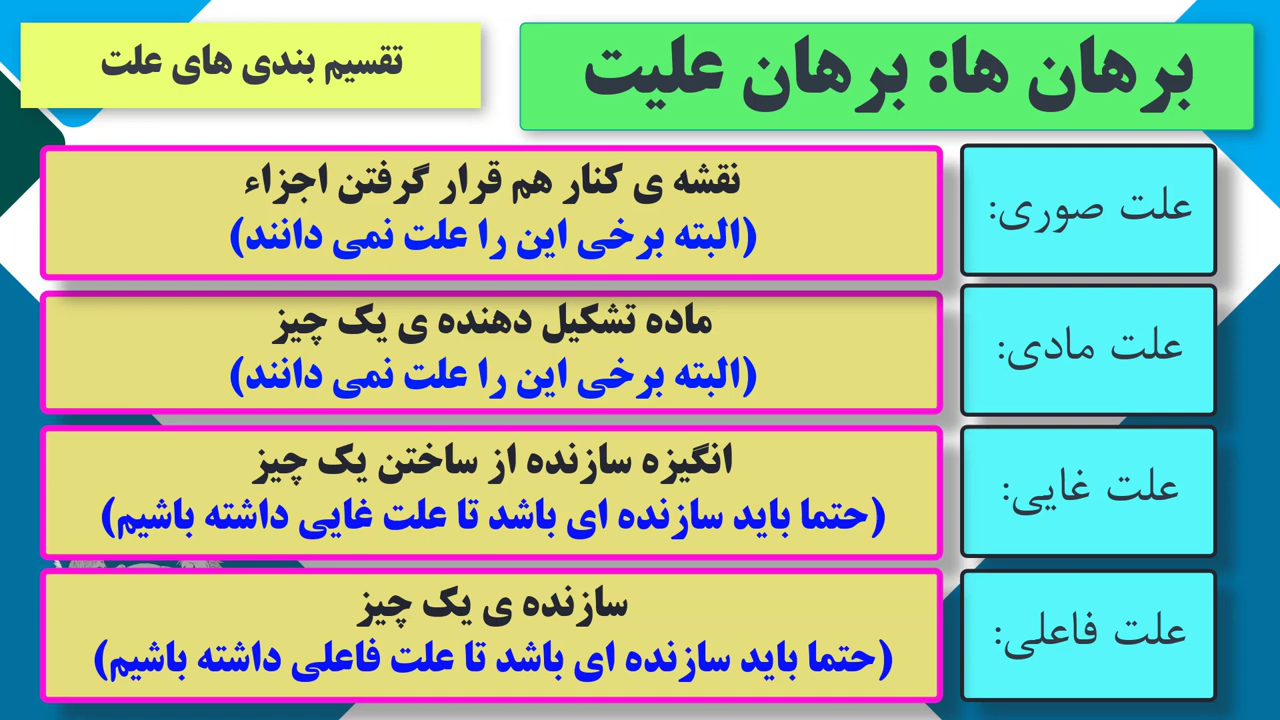 برهان ها: برهان علیت
تقسیم بندی های علت
علت صوری:
نقشه ی کنار هم قرار گرفتن اجزاء
(البته برخی این را علت نمی دانند)
علت مادی:
ماده تشکیل دهنده ی یک چیز
(البته برخی این را علت نمی دانند)
علت غایی:
انگیزه سازنده از ساختن یک چیز
(حتما باید سازنده ای باشد تا علت غایی داشته باشیم)
علت فاعلی:
سازنده ی یک چیز
(حتما باید سازنده ای باشد تا علت فاعلی داشته باشیم)